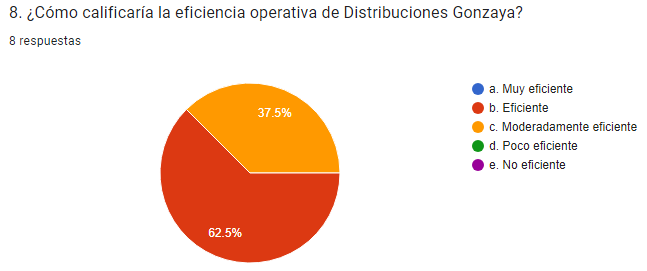 8. ¿Cómo calificaría la eficiencia operativa de Distribuciones Gonzaya?
8 respuestas
37.5%
62.5%
a. Muy eficiente
b. Eficiente
c. Moderadamente eficiente
d. Poco eficiente
e. No eficiente